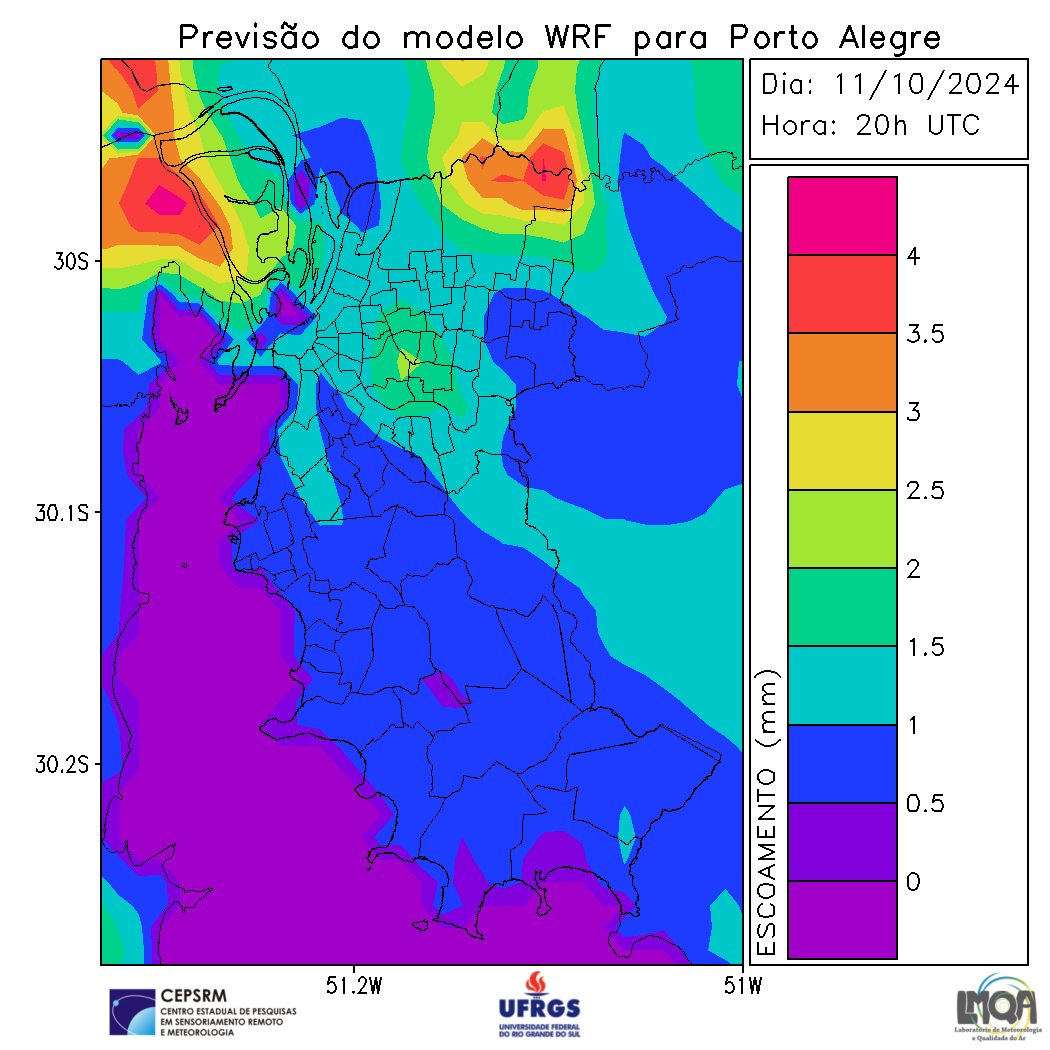 Previsão do modelo WRF para Porto Alegre
Dia: 11/10/2024
Hora: 20h UTC
30S
30.1S
30.2S
51.2W
51W
ESCOAMENTO (mm)
4
3.5
3
2.5
2
1.5
1
0.5
0
CEPSRM
CENTRO ESTADUAL DE PESQUISAS
EM SENSORIAMENTO REMOTO
E METEOROLOGIA
UFRGS
UNIVERSIDADE FEDERAL
DO RIO GRANDE DO SUL
LMQA
Laboratório de Meteorologia
e Qualidade do Ar